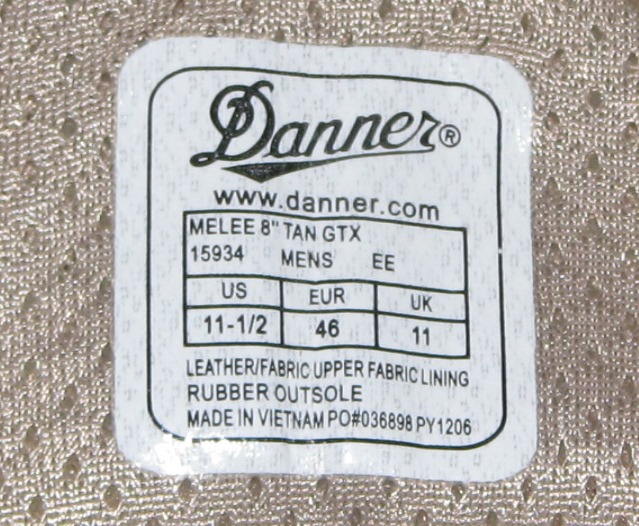 Danner®
www.danner.com
MELEE 8" TAN GTX
15934 MENS EE
US EUR UK
11-1/2 46 11
LEATHER/FABRIC UPPER FABRIC LINING
RUBBER OUTSOLE
MADE IN VIETNAM PO#036898 PY1206